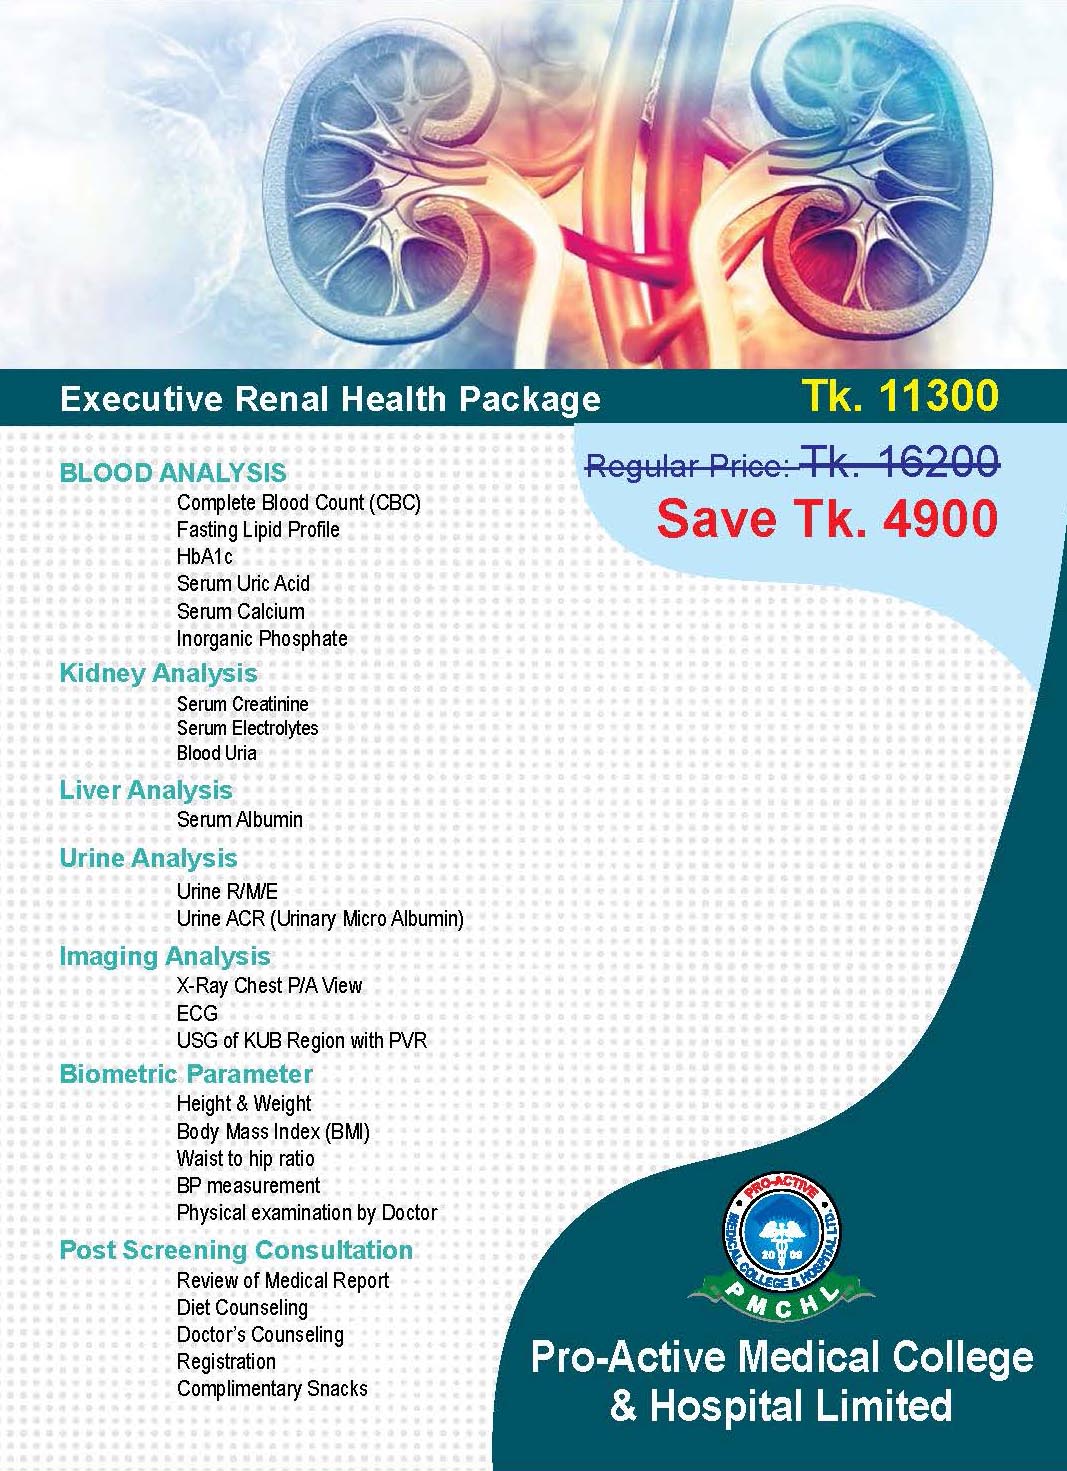 Executive Renal Health Package
Tk. 11300
Regular Price: Tk. 16200
Save Tk. 4900
BLOOD ANALYSIS
Complete Blood Count (CBC)
Fasting Lipid Profile
HbA1c
Serum Uric Acid
Serum Calcium
Inorganic Phosphate
Kidney Analysis
Serum Creatinine
Serum Electrolytes
Blood Uria
Liver Analysis
Serum Albumin
Urine Analysis
Urine R/M/E
Urine ACR (Urinary Micro Albumin)
Imaging Analysis
X-Ray Chest P/A View
ECG
USG of KUB Region with PVR
Biometric Parameter
Height & Weight
Body Mass Index (BMI)
Waist to hip ratio
BP measurement
Physical examination by Doctor
Post Screening Consultation
Review of Medical Report
Diet Counseling
Doctor's Counseling
Registration
Complimentary Snacks
PRO-ACTIVE
MEDICAL COLLEGE & HOSPITAL LTD.
20 09
PMCHL
Pro-Active Medical College
& Hospital Limited